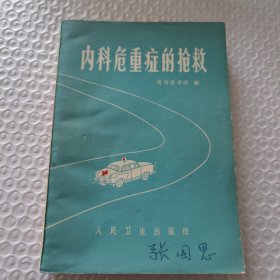 内科危重症的抢救
青岛医学院 编
人民卫生出版社
张国恩